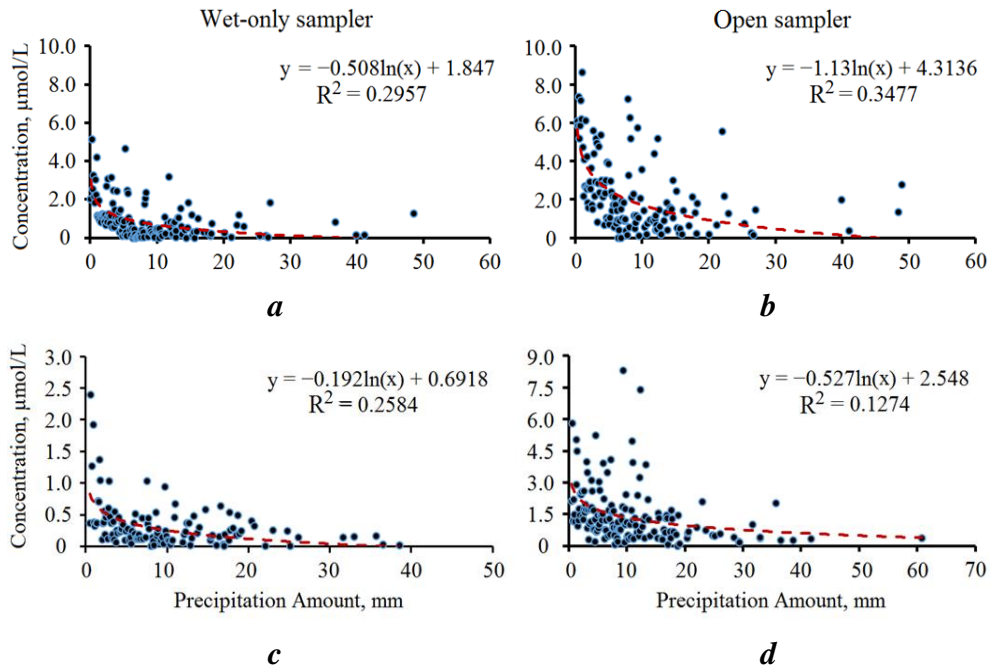 Wet-only sampler
Open sampler
Concentration, μmol/L
10.0
8.0
6.0
4.0
2.0
0
y = −0.508ln(x) + 1.847
R² = 0.2957
0 10 20 30 40 50 60
a
10.0
8.0
6.0
4.0
2.0
0.0
y = −1.13ln(x) + 4.3136
R² = 0.3477
0 10 20 30 40 50 60
b
Concentration, μmol/L
3.0
2.5
2.0
1.5
1.0
0.5
0
y = −0.192ln(x) + 0.6918
R² = 0.2584
0 10 20 30 40 50
Precipitation Amount, mm
c
9.0
7.5
6.0
4.5
3.0
1.5
0.0
y = −0.527ln(x) + 2.548
R² = 0.1274
0 10 20 30 40 50 60 70
Precipitation Amount, mm
d